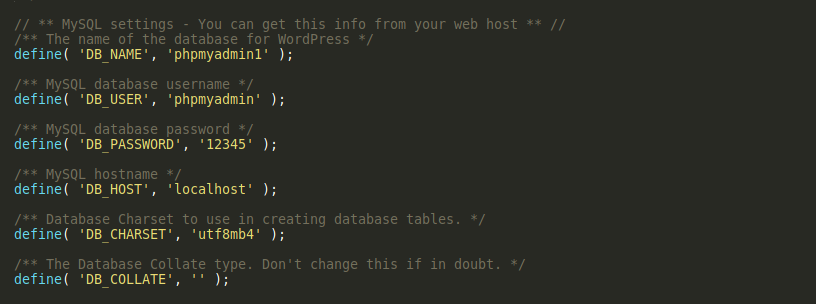 // ** MySQL settings - You can get this info from your web host ** //
/** The name of the database for WordPress */
define( 'DB_NAME', 'phpmyadmin1' );
/** MySQL database username */
define( 'DB_USER', 'phpmyadmin' );
/** MySQL database password */
define( 'DB_PASSWORD', '12345' );
/** MySQL hostname */
define( 'DB_HOST', 'localhost' );
/** Database Charset to use in creating database tables. */
define( 'DB_CHARSET', 'utf8mb4' );
/** The Database Collate type. Don't change this if in doubt. */
define( 'DB_COLLATE', '' );